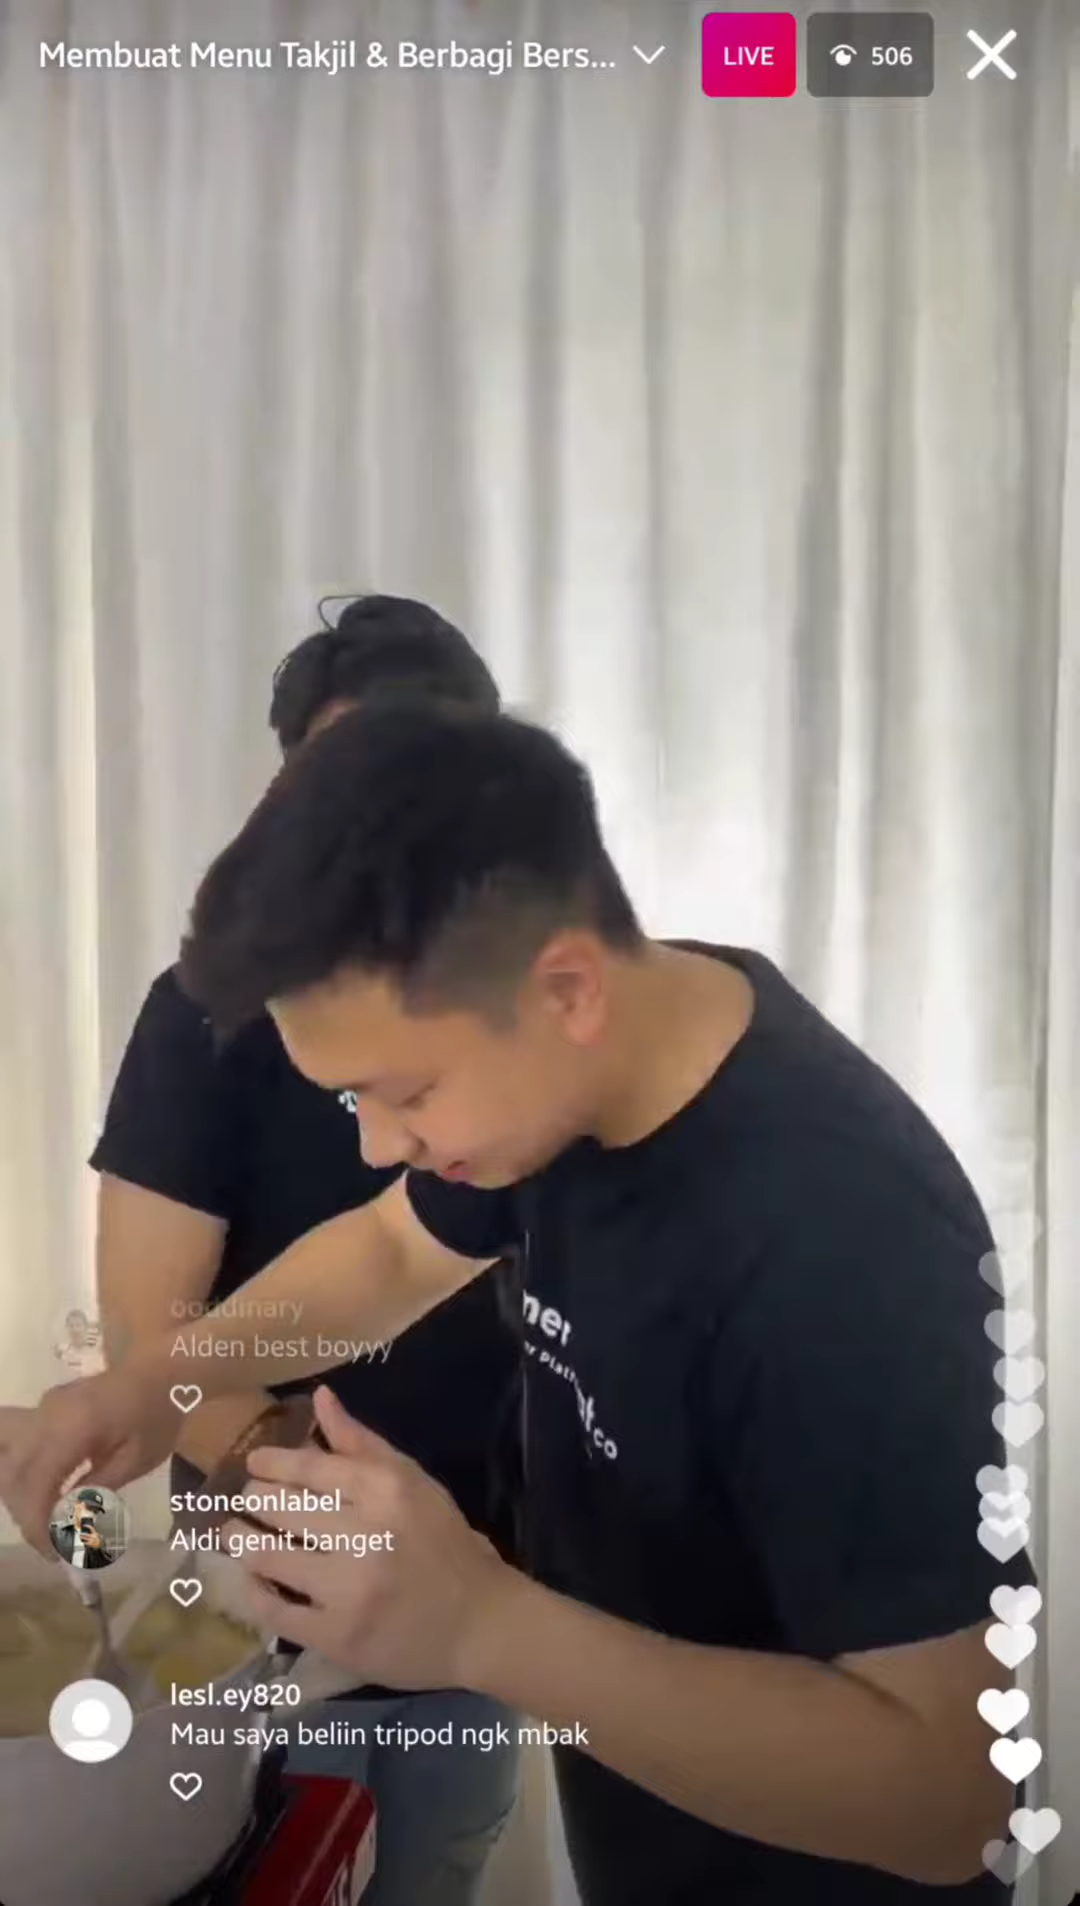 Membuat Menu Takjil & Berbagi Bers...
LIVE
506
ooddinary
Alden best boyyy
stoneonlabel
Aldi genit banget
lesl.ey820
Mau saya beliin tripod ngk mbak